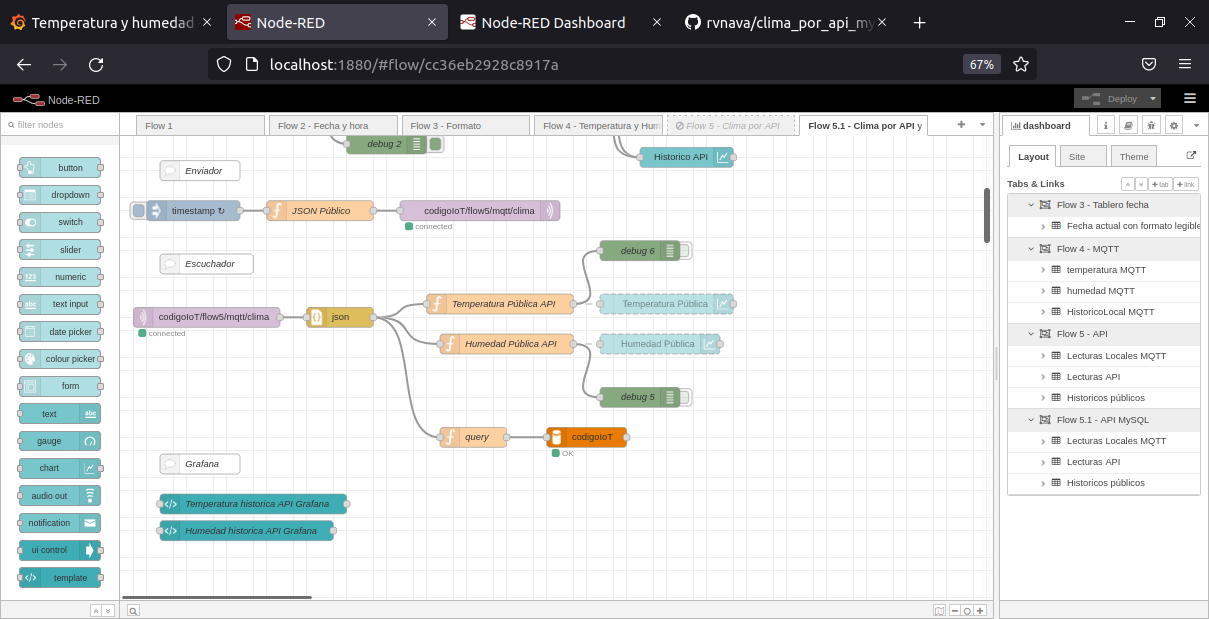 Temperatura y humedad
Node-RED
Node-RED Dashboard
rvnava/clima_por_api_my
localhost:1880/#flow/cc36eb2928c8917a
67%
Node-RED
Deploy
filter nodes
Flow 1
Flow 2 - Fecha y hora
Flow 3 - Formato
Flow 4 - Temperatura y Hum
Flow 5 - Clima por API
Flow 5.1 - Clima por API y
dashboard
button
dropdown
switch
slider
numeric
text input
date picker
colour picker
form
text
gauge
chart
audio out
notification
ui control
template
debug 2
Historico API
Enviador
timestamp ↻
JSON Público
codigoIoT/flow5/mqtt/clima
connected
Escuchador
debug 6
codigoIoT/flow5/mqtt/clima
connected
json
Temperatura Pública API
Temperatura Pública
Humedad Pública API
Humedad Pública
debug 5
query
codigoIoT
OK
Grafana
Temperatura historica API Grafana
Humedad historica API Grafana
Layout
Site
Theme
Tabs & Links
tab
link
Flow 3 - Tablero fecha
Fecha actual con formato legible
Flow 4 - MQTT
temperatura MQTT
humedad MQTT
HistoricoLocal MQTT
Flow 5 - API
Lecturas Locales MQTT
Lecturas API
Historicos públicos
Flow 5.1 - API MySQL
Lecturas Locales MQTT
Lecturas API
Historicos públicos